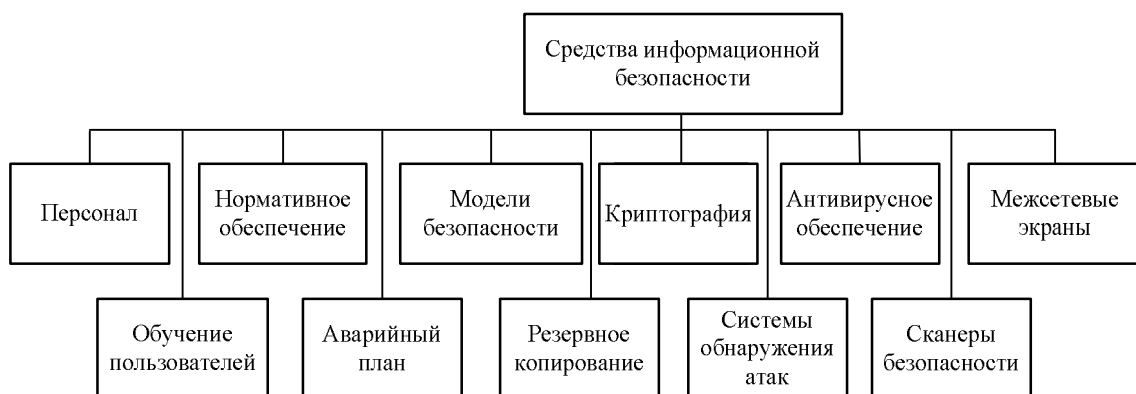 Средства информационной
безопасности
Персонал
Нормативное
обеспечение
Модели
безопасности
Криптография
Антивирусное
обеспечение
Межсетевые
экраны
Обучение
пользователей
Аварийный
план
Резервное
копирование
Системы
обнаружения
атак
Сканеры
безопасности